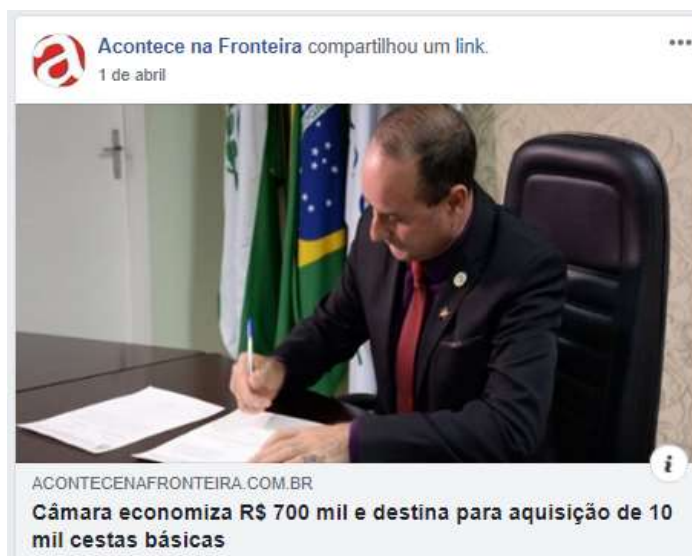 Acontece na Fronteira compartilhou um link.
1 de abril
ACONTECENAFRONTEIRA.COM.BR
Câmara economiza R$ 700 mil e destina para aquisição de 10
mil cestas básicas